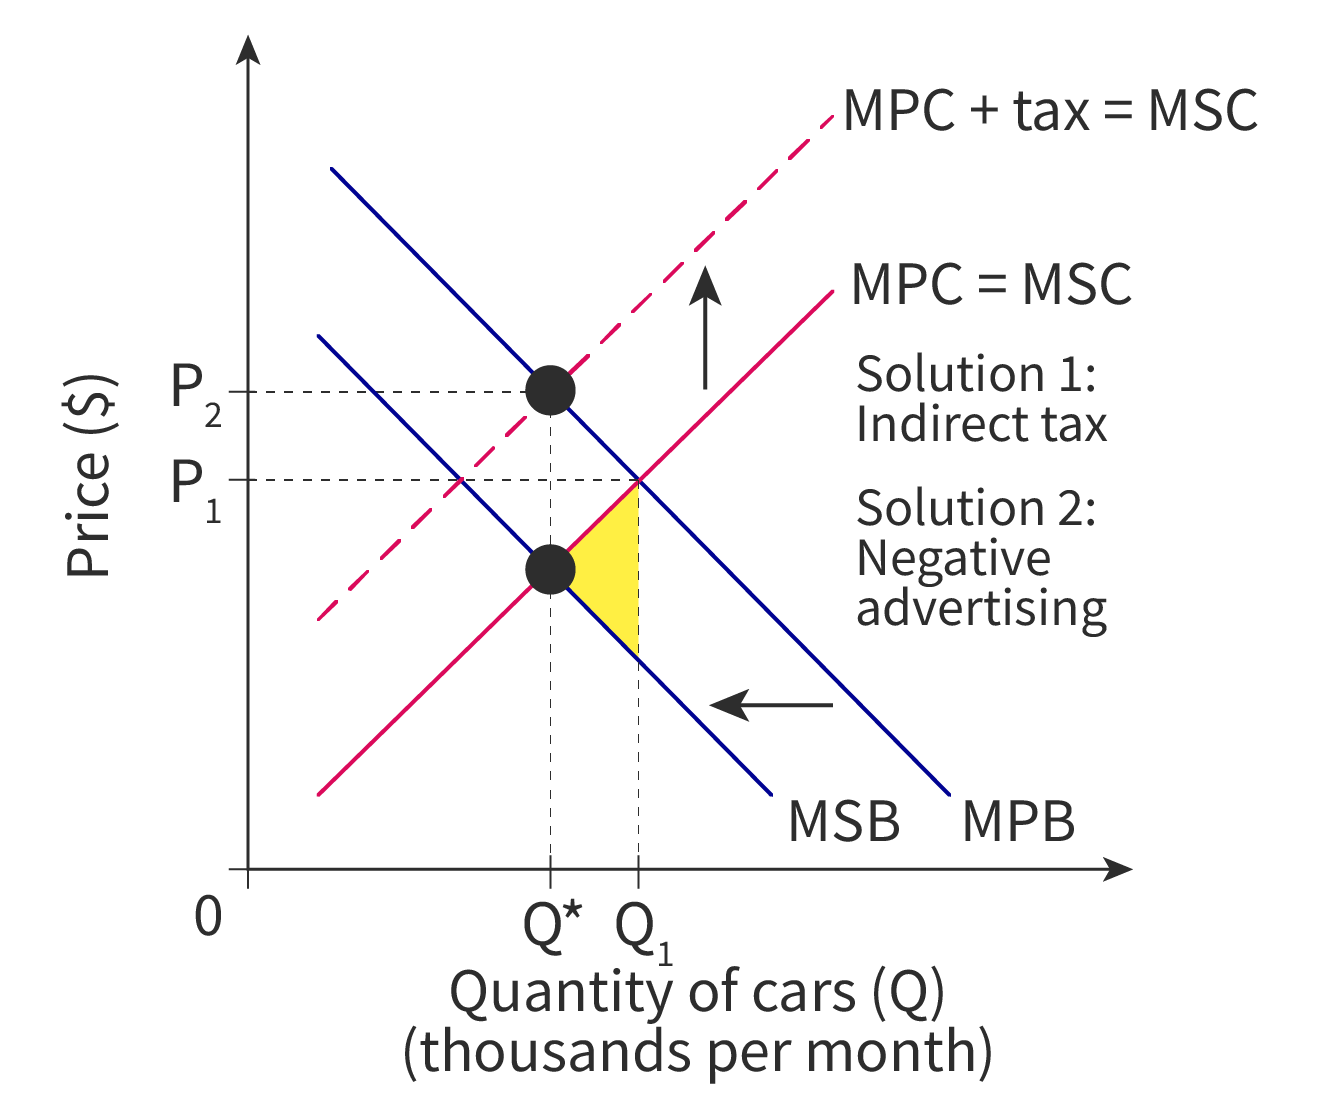 MPC + tax = MSC
MPC = MSC
Solution 1:
Indirect tax
Solution 2:
Negative
advertising
Price ($)
P2
P1
MSB
MPB
0
Q*
Q1
Quantity of cars (Q)
(thousands per month)